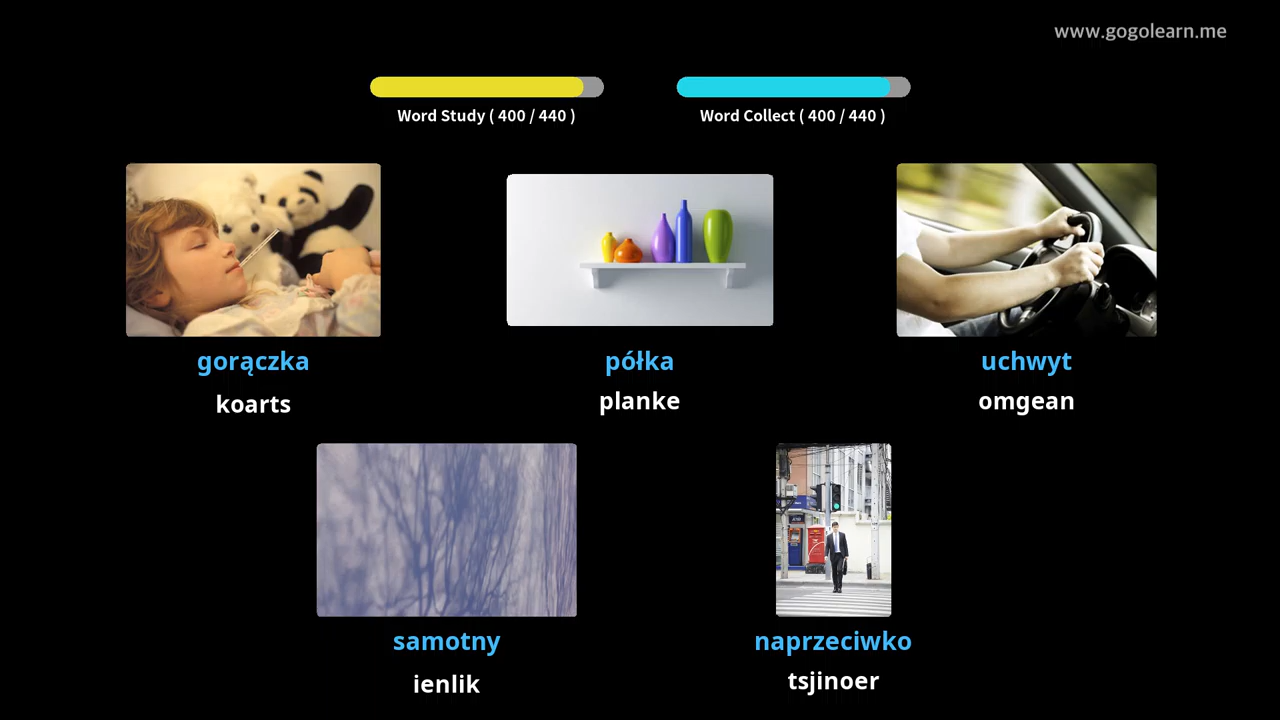 www.gogolearn.me
Word Study ( 400 / 440 )
Word Collect ( 400 / 440 )
gorączka
koarts
półka
planke
uchwyt
omgean
samotny
ienlik
naprzeciwko
tsjinoer